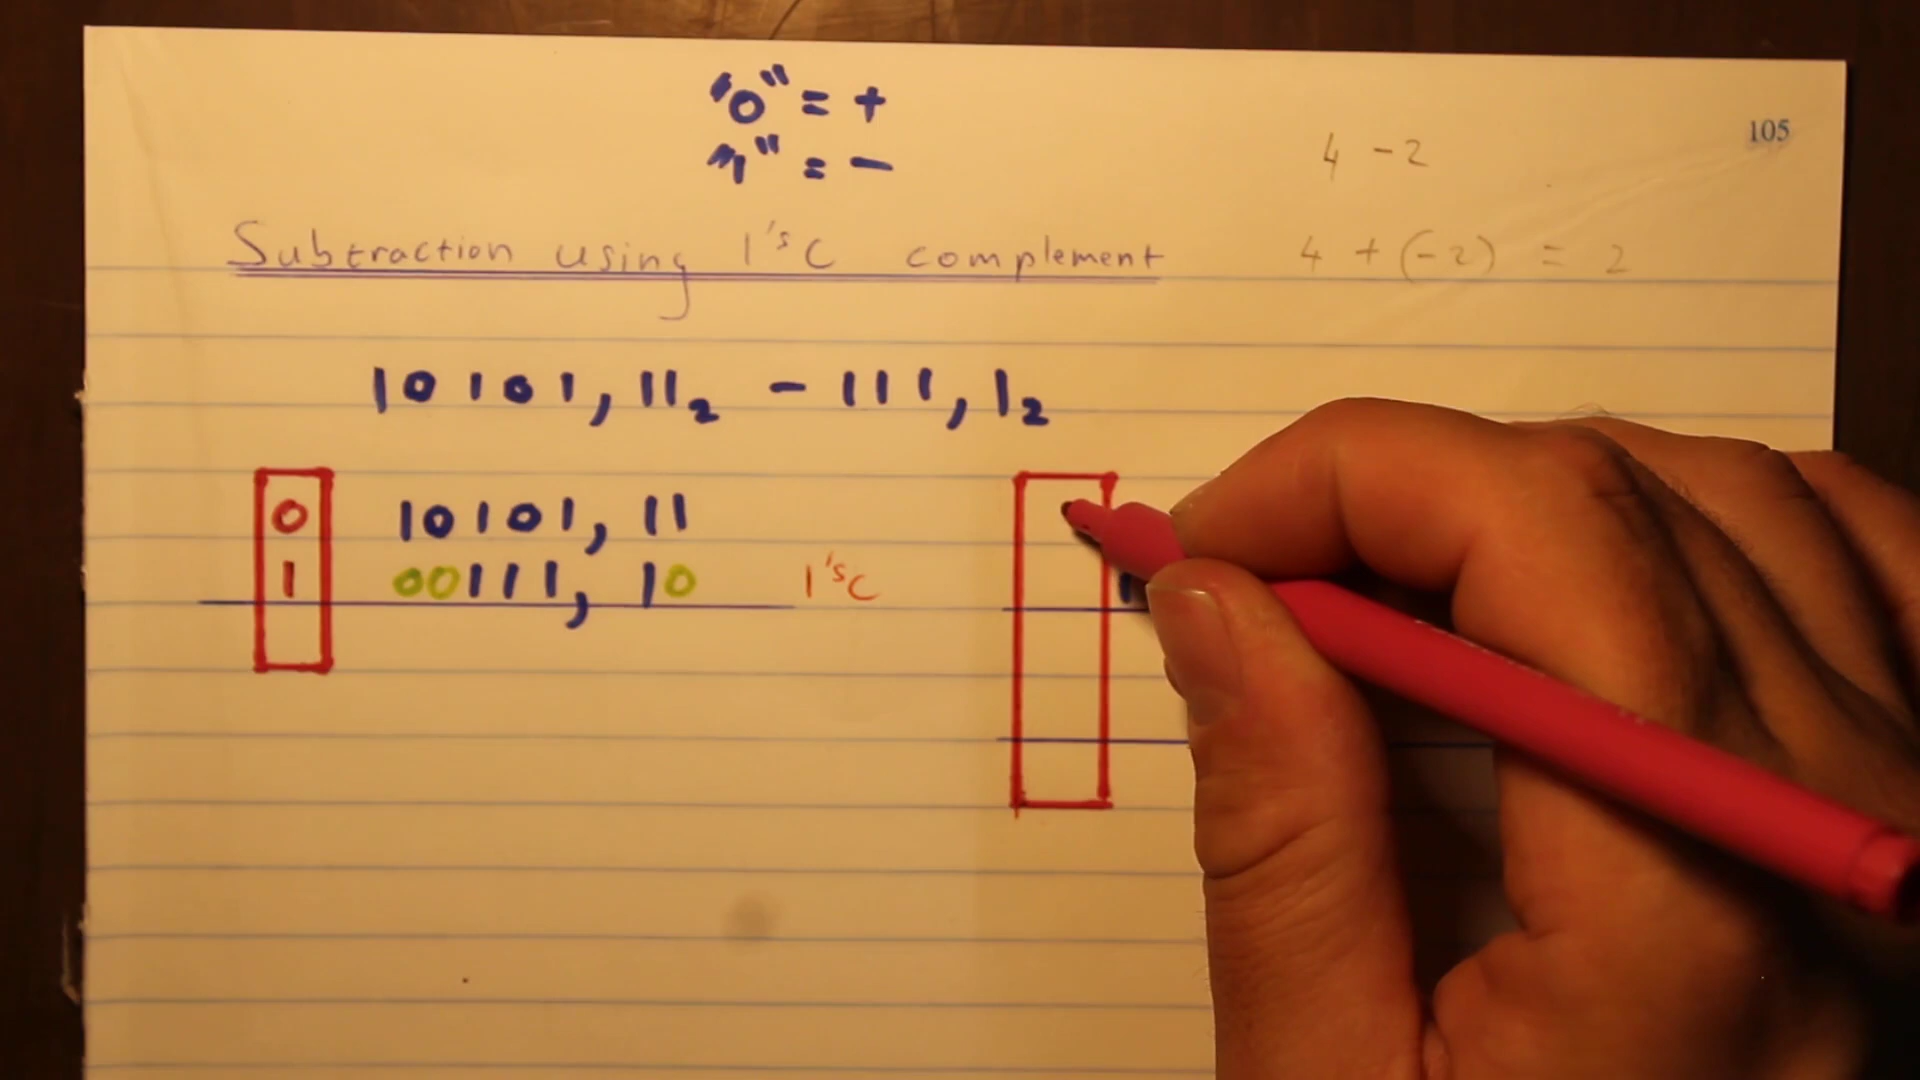 "0" = +
"1" = -
4 -2
105
Subtraction using 1'sC complement
4 + (-2) = 2
10101,11₂ - 111,1₂
0 10101,11
1 00111,10 1'sC